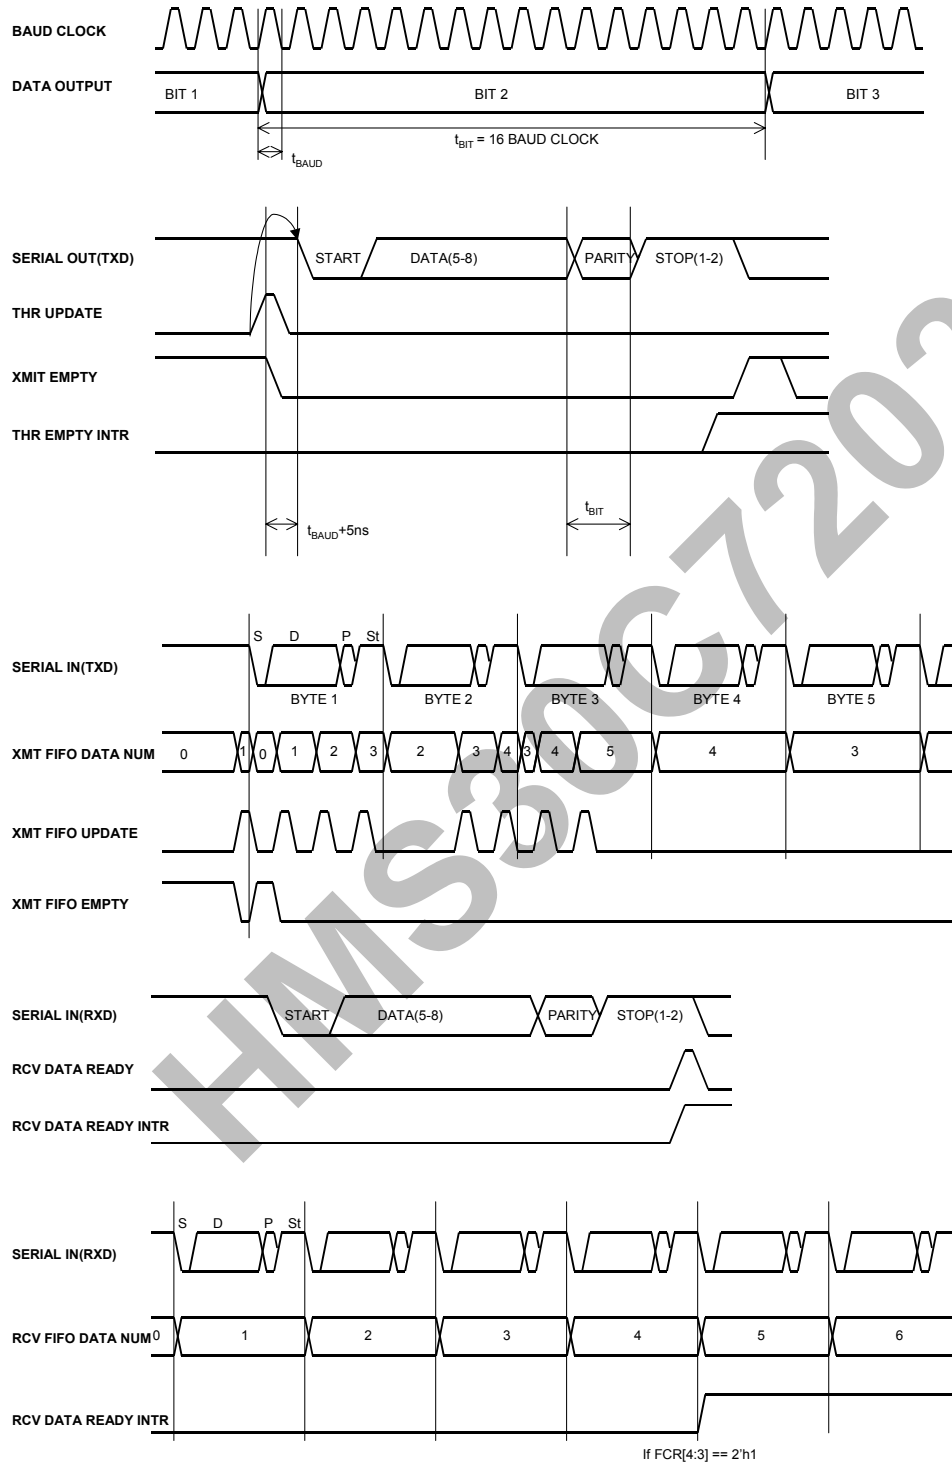 BAUD CLOCK
DATA OUTPUT
BIT 1 BIT 2 BIT 3
tBIT = 16 BAUD CLOCK
tBAUD
SERIAL OUT(TXD) START DATA(5-8) PARITY STOP(1-2)
THR UPDATE
XMIT EMPTY
THR EMPTY INTR
tBIT
tBAUD+5ns
S D P St
SERIAL IN(TXD)
BYTE 1 BYTE 2 BYTE 3 BYTE 4 BYTE 5
XMT FIFO DATA NUM 0 1 0 1 2 3 2 3 4 3 4 5 4 3
XMT FIFO UPDATE
XMT FIFO EMPTY
SERIAL IN(RXD) START DATA(5-8) PARITY STOP(1-2)
RCV DATA READY
RCV DATA READY INTR
S D P St
SERIAL IN(RXD)
RCV FIFO DATA NUM 0 1 2 3 4 5 6
RCV DATA READY INTR
If FCR[4:3] == 2'h1
HMS30C7202